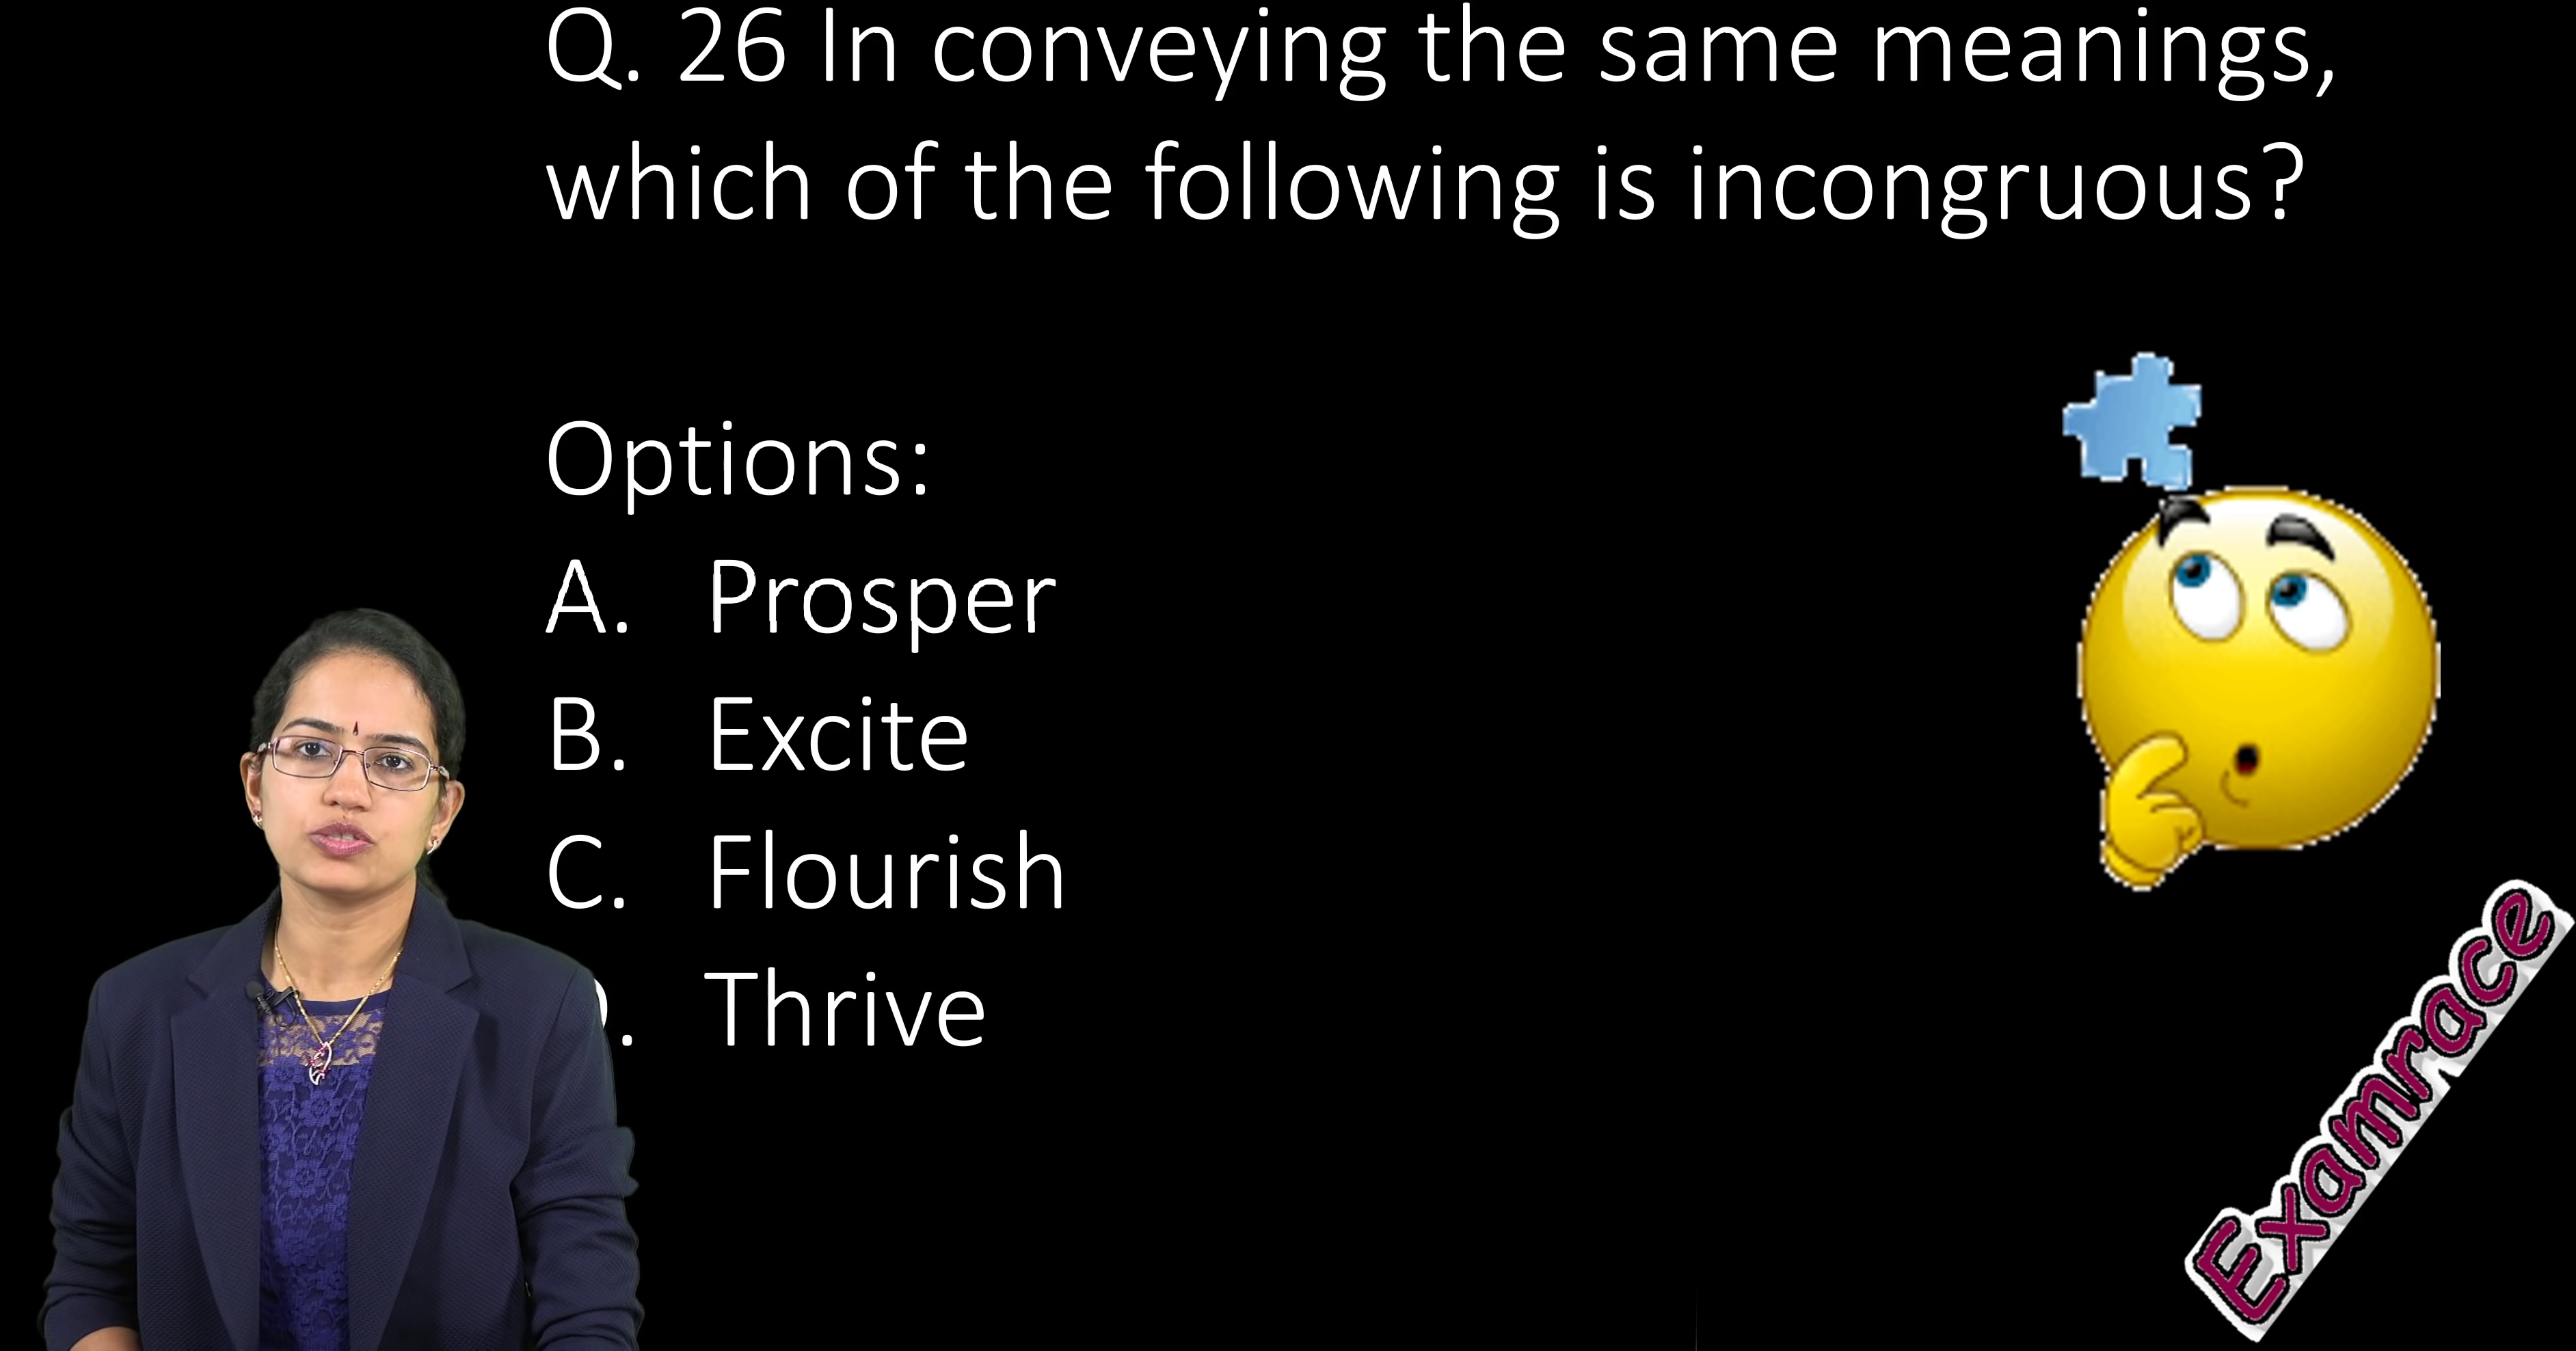 Q. 26 In conveying the same meanings,
which of the following is incongruous?
Options:
A. Prosper
B. Excite
C. Flourish
D. Thrive
Examrace